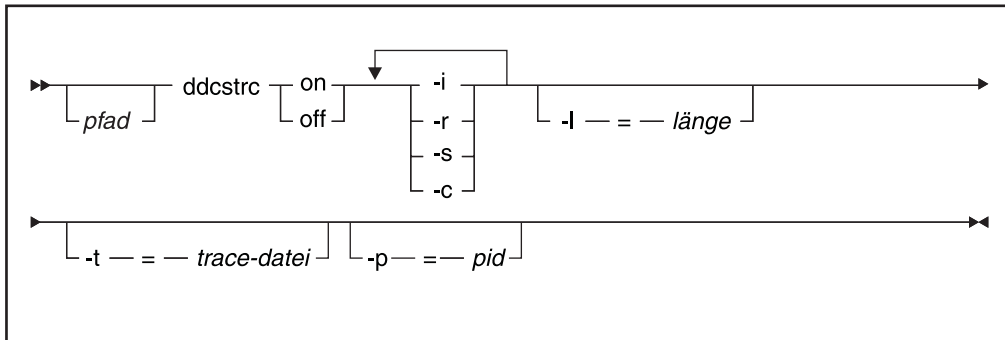 pfad ddcstrc on -i
off -r
-s
-c
-l — = — länge
-t — = — trace-datei
-p — = — pid